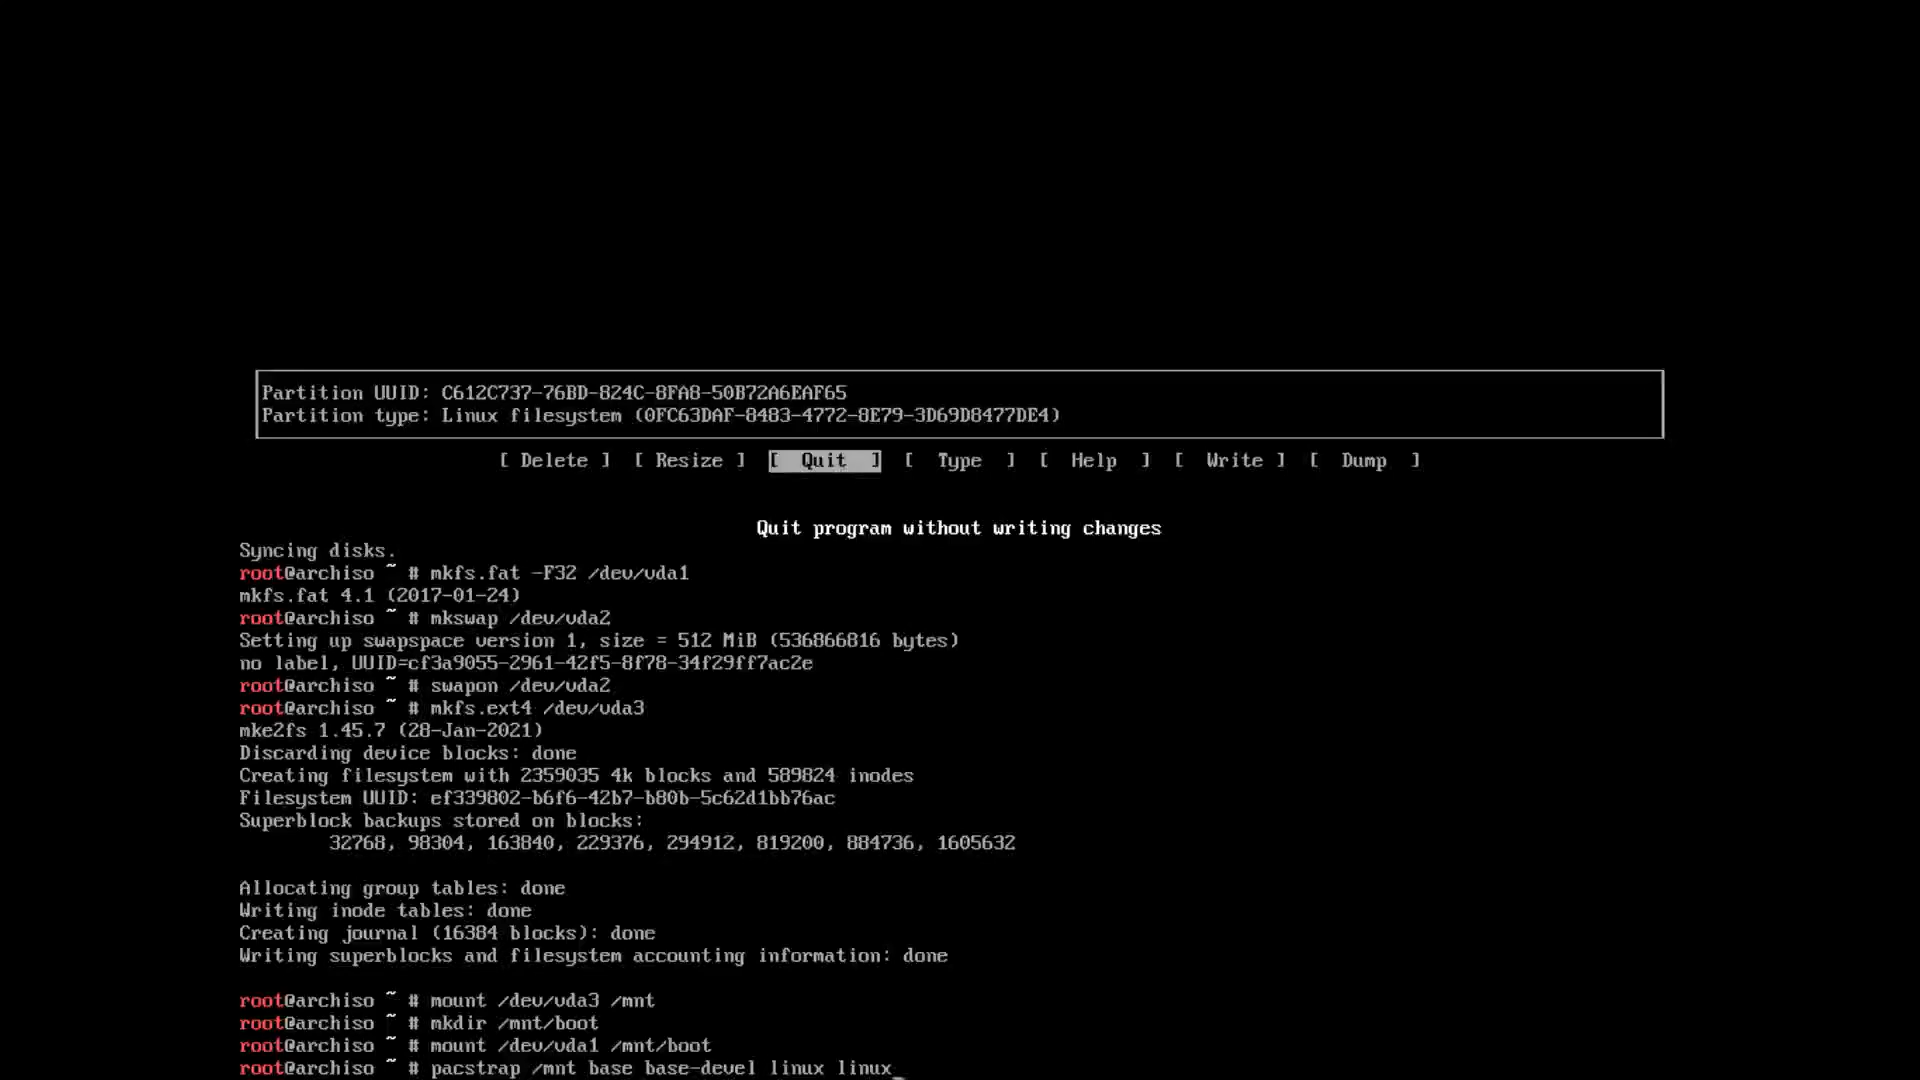 Partition UUID: C612C737-76BD-824C-8FA8-50B72A6EAF65
Partition type: Linux filesystem (0FC63DAF-8483-4772-8E79-3D69D8477DE4)
[ Delete ] [ Resize ] [ Quit ] [ Type ] [ Help ] [ Write ] [ Dump ]
Quit program without writing changes
Syncing disks.
root@archiso ~ # mkfs.fat -F32 /dev/vda1
mkfs.fat 4.1 (2017-01-24)
root@archiso ~ # mkswap /dev/vda2
Setting up swapspace version 1, size = 512 MiB (536866816 bytes)
no label, UUID=cf3a9055-2961-42f5-8f78-34f29ff7ac2e
root@archiso ~ # swapon /dev/vda2
root@archiso ~ # mkfs.ext4 /dev/vda3
mke2fs 1.45.7 (28-Jan-2021)
Discarding device blocks: done
Creating filesystem with 2359035 4k blocks and 589824 inodes
Filesystem UUID: ef339802-b6f6-42b7-b80b-5c62d1bb76ac
Superblock backups stored on blocks:
32768, 98304, 163840, 229376, 294912, 819200, 884736, 1605632
Allocating group tables: done
Writing inode tables: done
Creating journal (16384 blocks): done
Writing superblocks and filesystem accounting information: done
root@archiso ~ # mount /dev/vda3 /mnt
root@archiso ~ # mkdir /mnt/boot
root@archiso ~ # mount /dev/vda1 /mnt/boot
root@archiso ~ # pacstrap /mnt base base-devel linux linux_